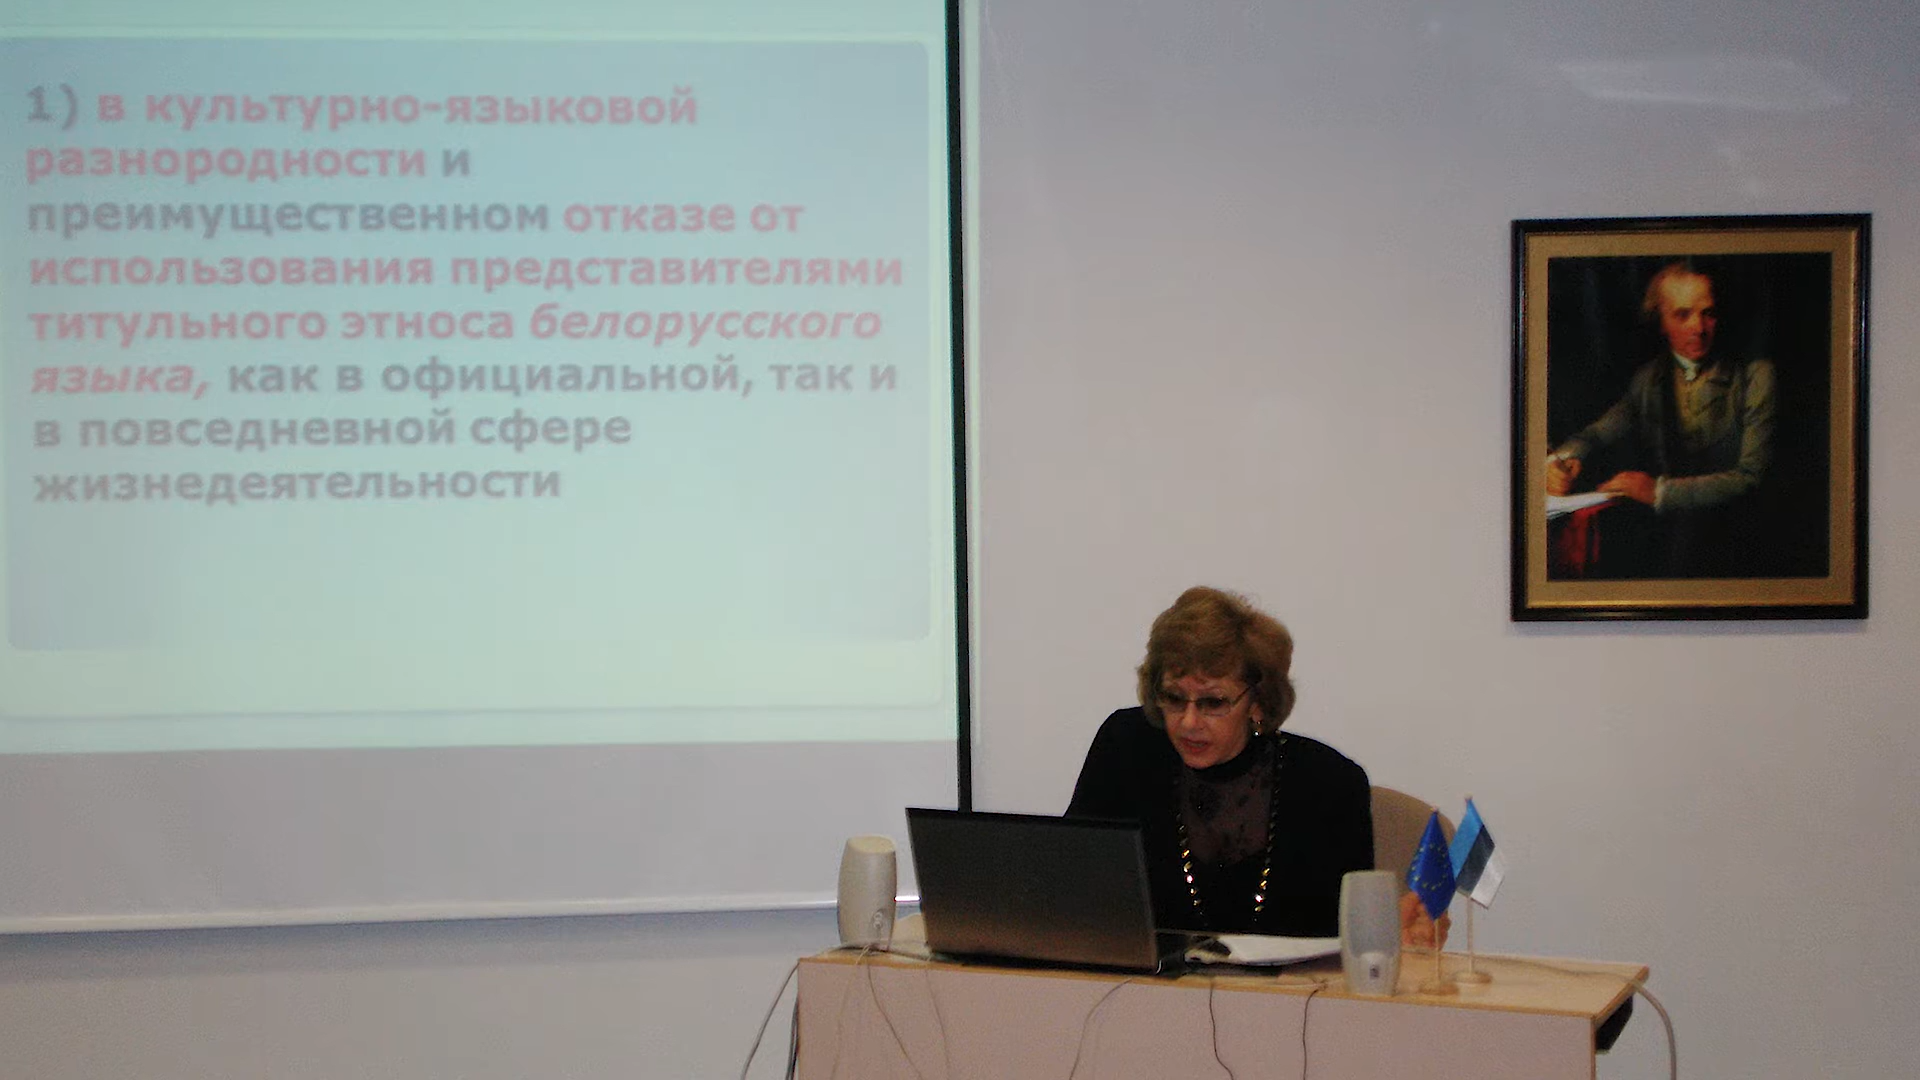 1) в культурно-языковой
разнородности и
преимущественном отказе от
использования представителями
титульного этноса белорусского
языка, как в официальной, так и
в повседневной сфере
жизнедеятельности